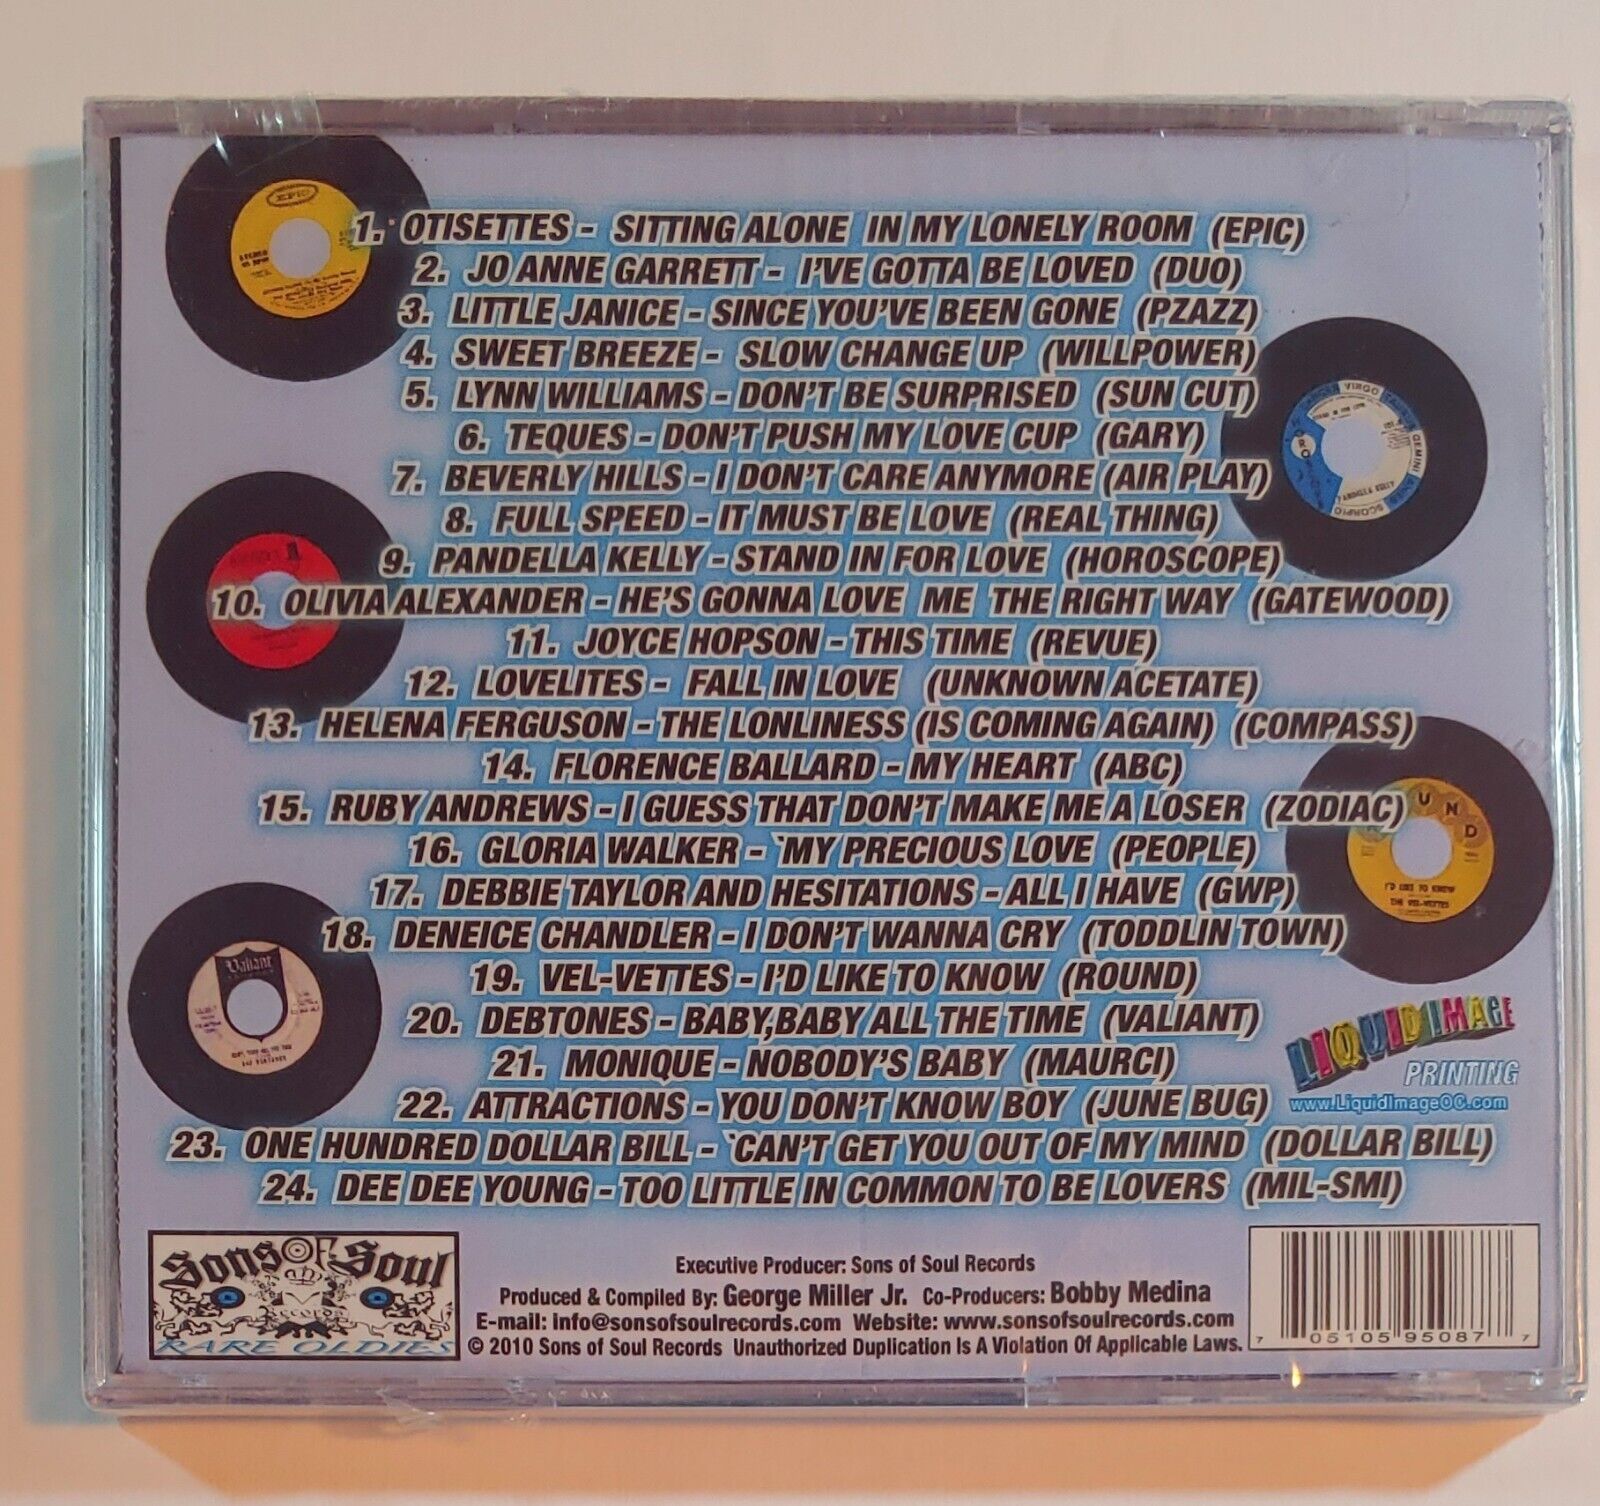 EPIC
1. OTISETTES - SITTING ALONE IN MY LONELY ROOM (EPIC)
2. JO ANNE GARRETT - I'VE GOTTA BE LOVED (DUO)
3. LITTLE JANICE - SINCE YOU'VE BEEN GONE (PZAZZ)
4. SWEET BREEZE - SLOW CHANGE UP (WILLPOWER)
5. LYNN WILLIAMS - DON'T BE SURPRISED (SUN CUT)
6. TEQUES - DON'T PUSH MY LOVE CUP (GARY)
7. BEVERLY HILLS - I DON'T CARE ANYMORE (AIR PLAY)
8. FULL SPEED - IT MUST BE LOVE (REAL THING)
9. PANDELLA KELLY - STAND IN FOR LOVE (HOROSCOPE)
10. OLIVIA ALEXANDER - HE'S GONNA LOVE ME THE RIGHT WAY (GATEWOOD)
11. JOYCE HOPSON - THIS TIME (REVUE)
12. LOVELITES - FALL IN LOVE (UNKNOWN ACETATE)
13. HELENA FERGUSON - THE LONLINESS (IS COMING AGAIN) (COMPASS)
14. FLORENCE BALLARD - MY HEART (ABC)
15. RUBY ANDREWS - I GUESS THAT DON'T MAKE ME A LOSER (ZODIAC)
16. GLORIA WALKER - `MY PRECIOUS LOVE (PEOPLE)
17. DEBBIE TAYLOR AND HESITATIONS - ALL I HAVE (GWP)
18. DENEICE CHANDLER - I DON'T WANNA CRY (TODDLIN TOWN)
19. VEL-VETTES - I'D LIKE TO KNOW (ROUND)
20. DEBTONES - BABY,BABY ALL THE TIME (VALIANT)
21. MONIQUE - NOBODY'S BABY (MAURCI)
22. ATTRACTIONS - YOU DON'T KNOW BOY (JUNE BUG)
23. ONE HUNDRED DOLLAR BILL - `CAN'T GET YOU OUT OF MY MIND (DOLLAR BILL)
24. DEE DEE YOUNG - TOO LITTLE IN COMMON TO BE LOVERS (MIL-SMI)
VIRGO
GEMINI
SCORPIO
PANDELLA KELLY
UND
I'D LIKE TO KNOW
THE VEL-VETTES
Valiant
LIQUID IMAGE
PRINTING
www.LiquidImageOC.com
Sons OF Soul
Records
RARE OLDIES
Executive Producer: Sons of Soul Records
Produced & Compiled By: George Miller Jr. Co-Producers: Bobby Medina
E-mail: info@sonsofsoulrecords.com Website: www.sonsofsoulrecords.com
© 2010 Sons of Soul Records Unauthorized Duplication Is A Violation Of Applicable Laws.
7 05105 95087 7